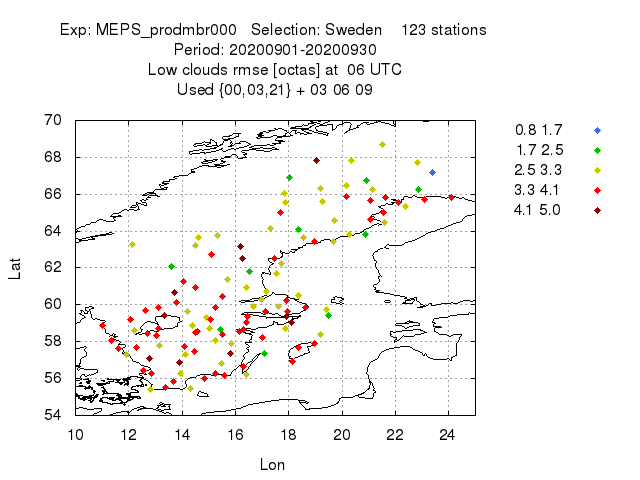 Exp: MEPS_prodmbr000   Selection: Sweden    123 stations
Period: 20200901-20200930
Low clouds rmse [octas] at  06 UTC
Used {00,03,21} + 03 06 09
0.8 1.7
1.7 2.5
2.5 3.3
3.3 4.1
4.1 5.0
Lat
70
68
66
64
62
60
58
56
54
10 12 14 16 18 20 22 24
Lon